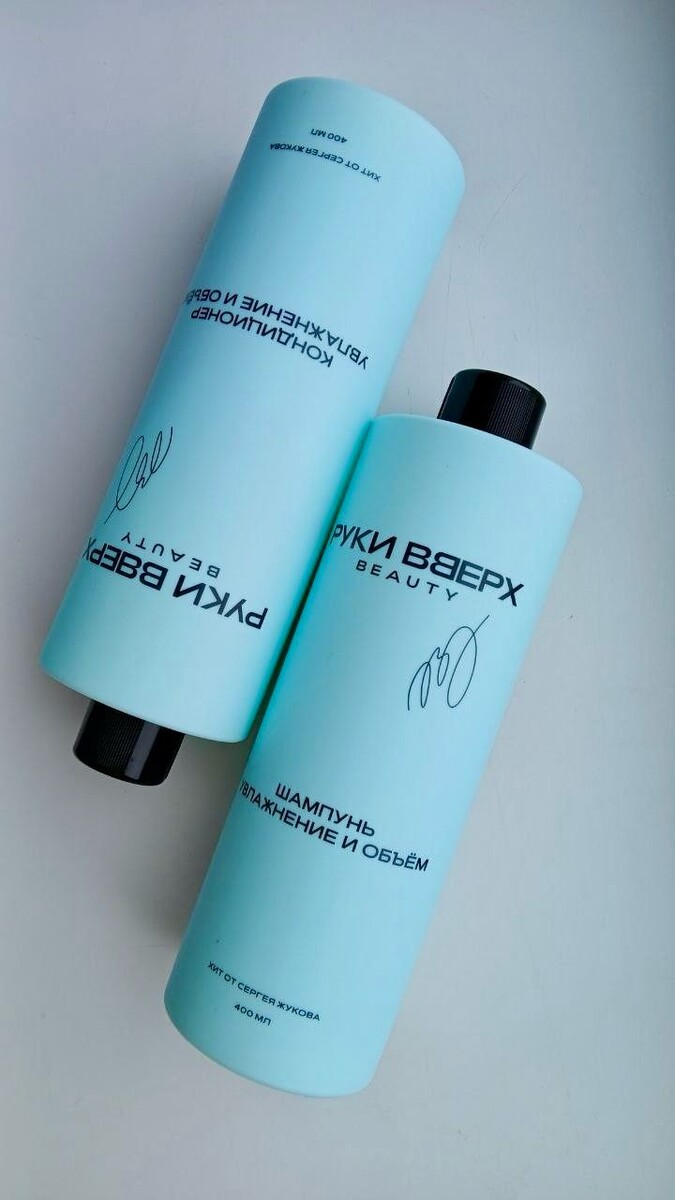 РУКИ ВВЕРХ
BEAUTY
КОНДИЦИОНЕР
УВЛАЖНЕНИЕ И ОБЪЁ
ХИТ ОТ СЕРГЕЯ ЖУКОВА
400 МЛ
РУКИ ВВЕРХ
BEAUTY
ШАМПУНЬ
УВЛАЖНЕНИЕ И ОБЪЁМ
ХИТ ОТ СЕРГЕЯ ЖУКОВА
400 МЛ